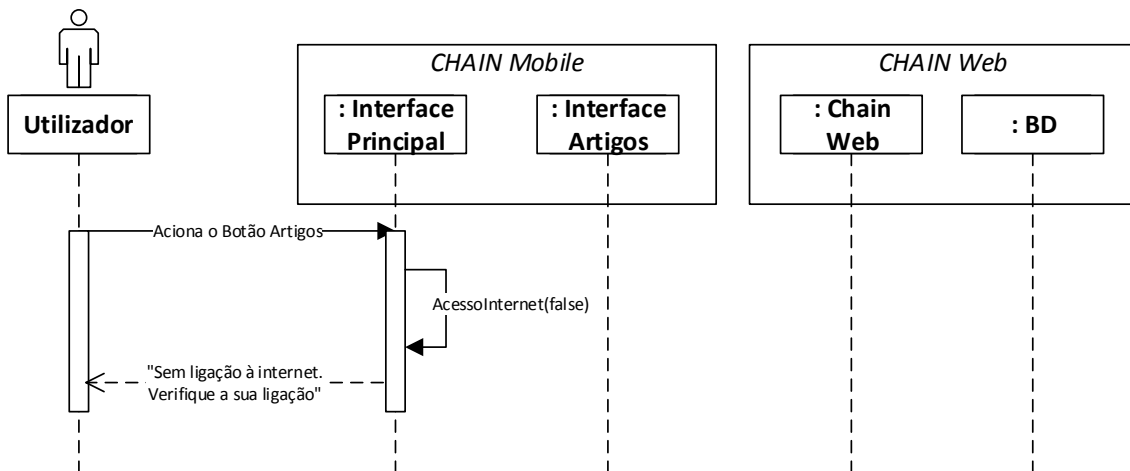 CHAIN Mobile
CHAIN Web
Utilizador
: Interface
Principal
: Interface
Artigos
: Chain
Web
: BD
Aciona o Botão Artigos
AcessoInternet(false)
"Sem ligação à internet.
Verifique a sua ligação"